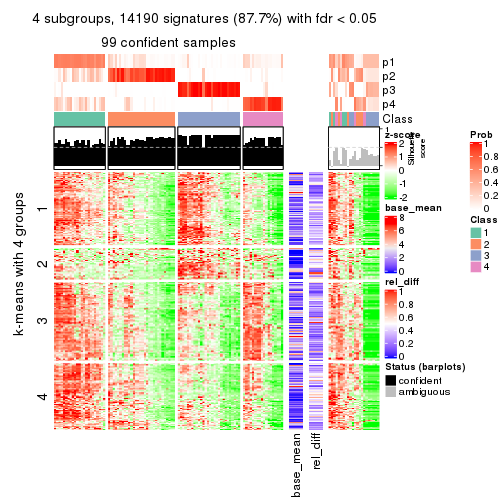 4 subgroups, 14190 signatures (87.7%) with fdr < 0.05
99 confident samples
p1
p2
p3
p4
Class
1
Silhouette
score
k-means with 4 groups
1
2
3
4
base_mean
rel_diff
z-score
2
1
0
-1
-2
base_mean
8
6
4
2
0
rel_diff
1
0.8
0.6
0.4
0.2
0
Status (barplots)
confident
ambiguous
Prob
1
0.8
0.6
0.4
0.2
0
Class
1
2
3
4